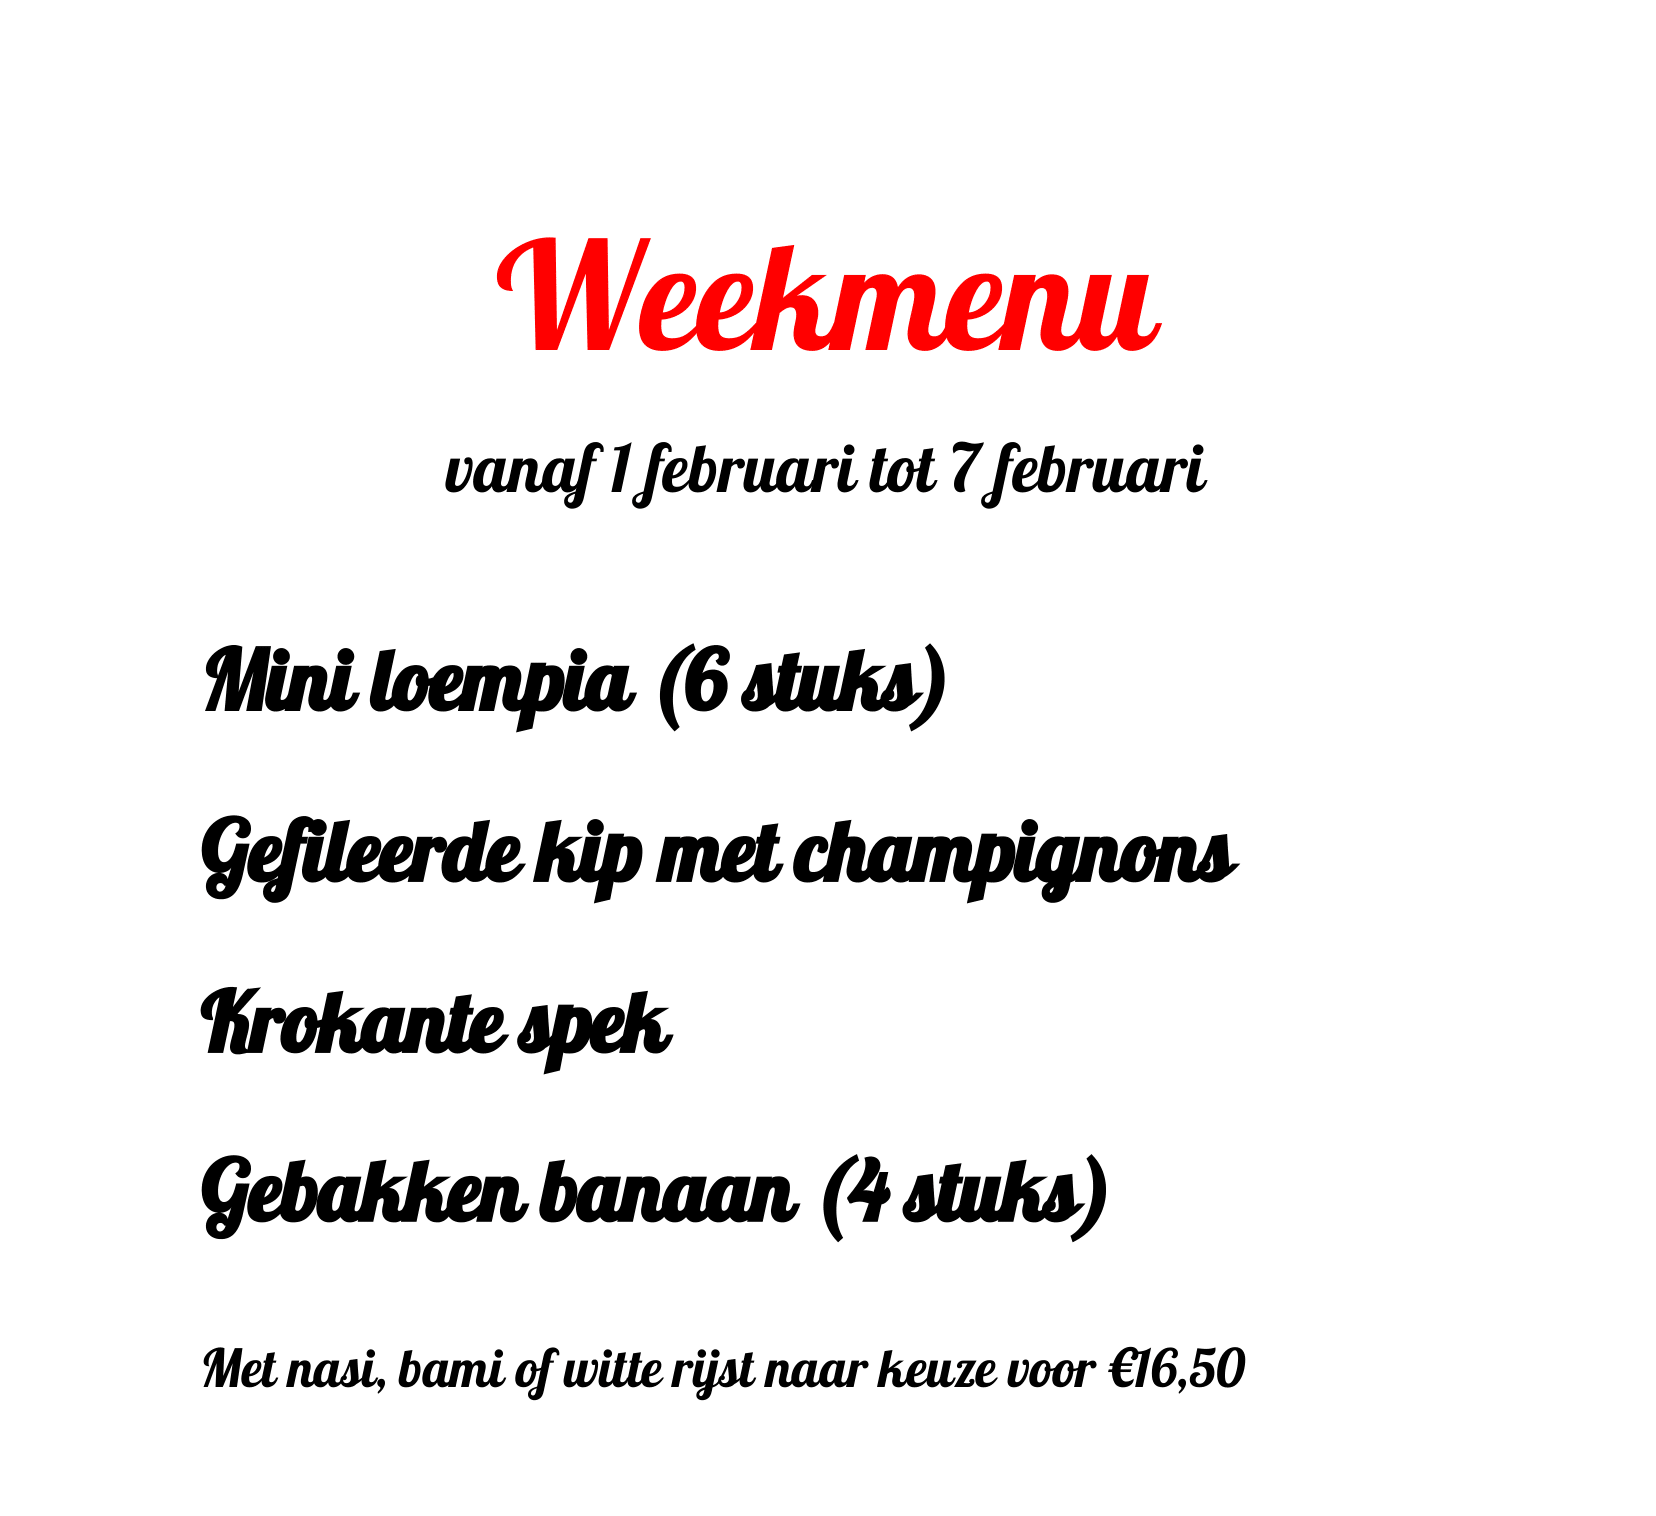 Weekmenu
vanaf 1 februari tot 7 februari
Mini loempia (6 stuks)
Gefileerde kip met champignons
Krokante spek
Gebakken banaan (4 stuks)
Met nasi, bami of witte rijst naar keuze voor €16,50